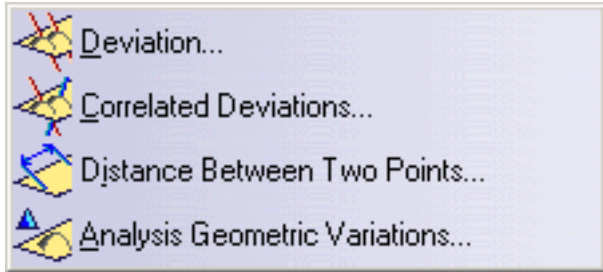 Deviation...
Correlated Deviations...
Distance Between Two Points...
Analysis Geometric Variations...